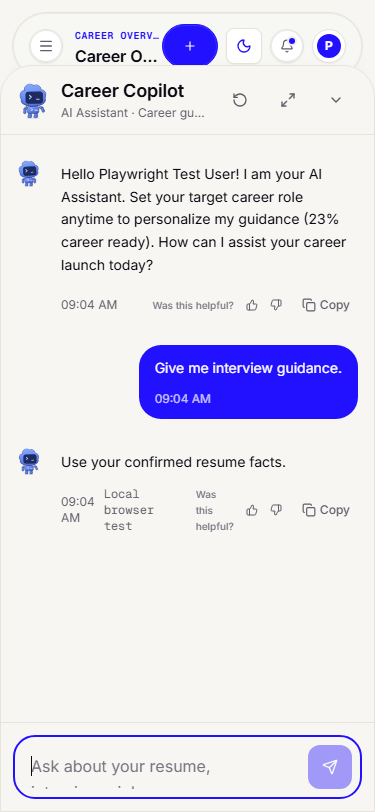 CAREER OVERV…
Career O…
P
Career Copilot
AI Assistant · Career gu…
Hello Playwright Test User! I am your AI
Assistant. Set your target career role
anytime to personalize my guidance (23%
career ready). How can I assist your career
launch today?
09:04 AM Was this helpful? Copy
Give me interview guidance.
09:04 AM
Use your confirmed resume facts.
09:04
AM
Local
browser
test
Was
this
helpful?
Copy
Ask about your resume,